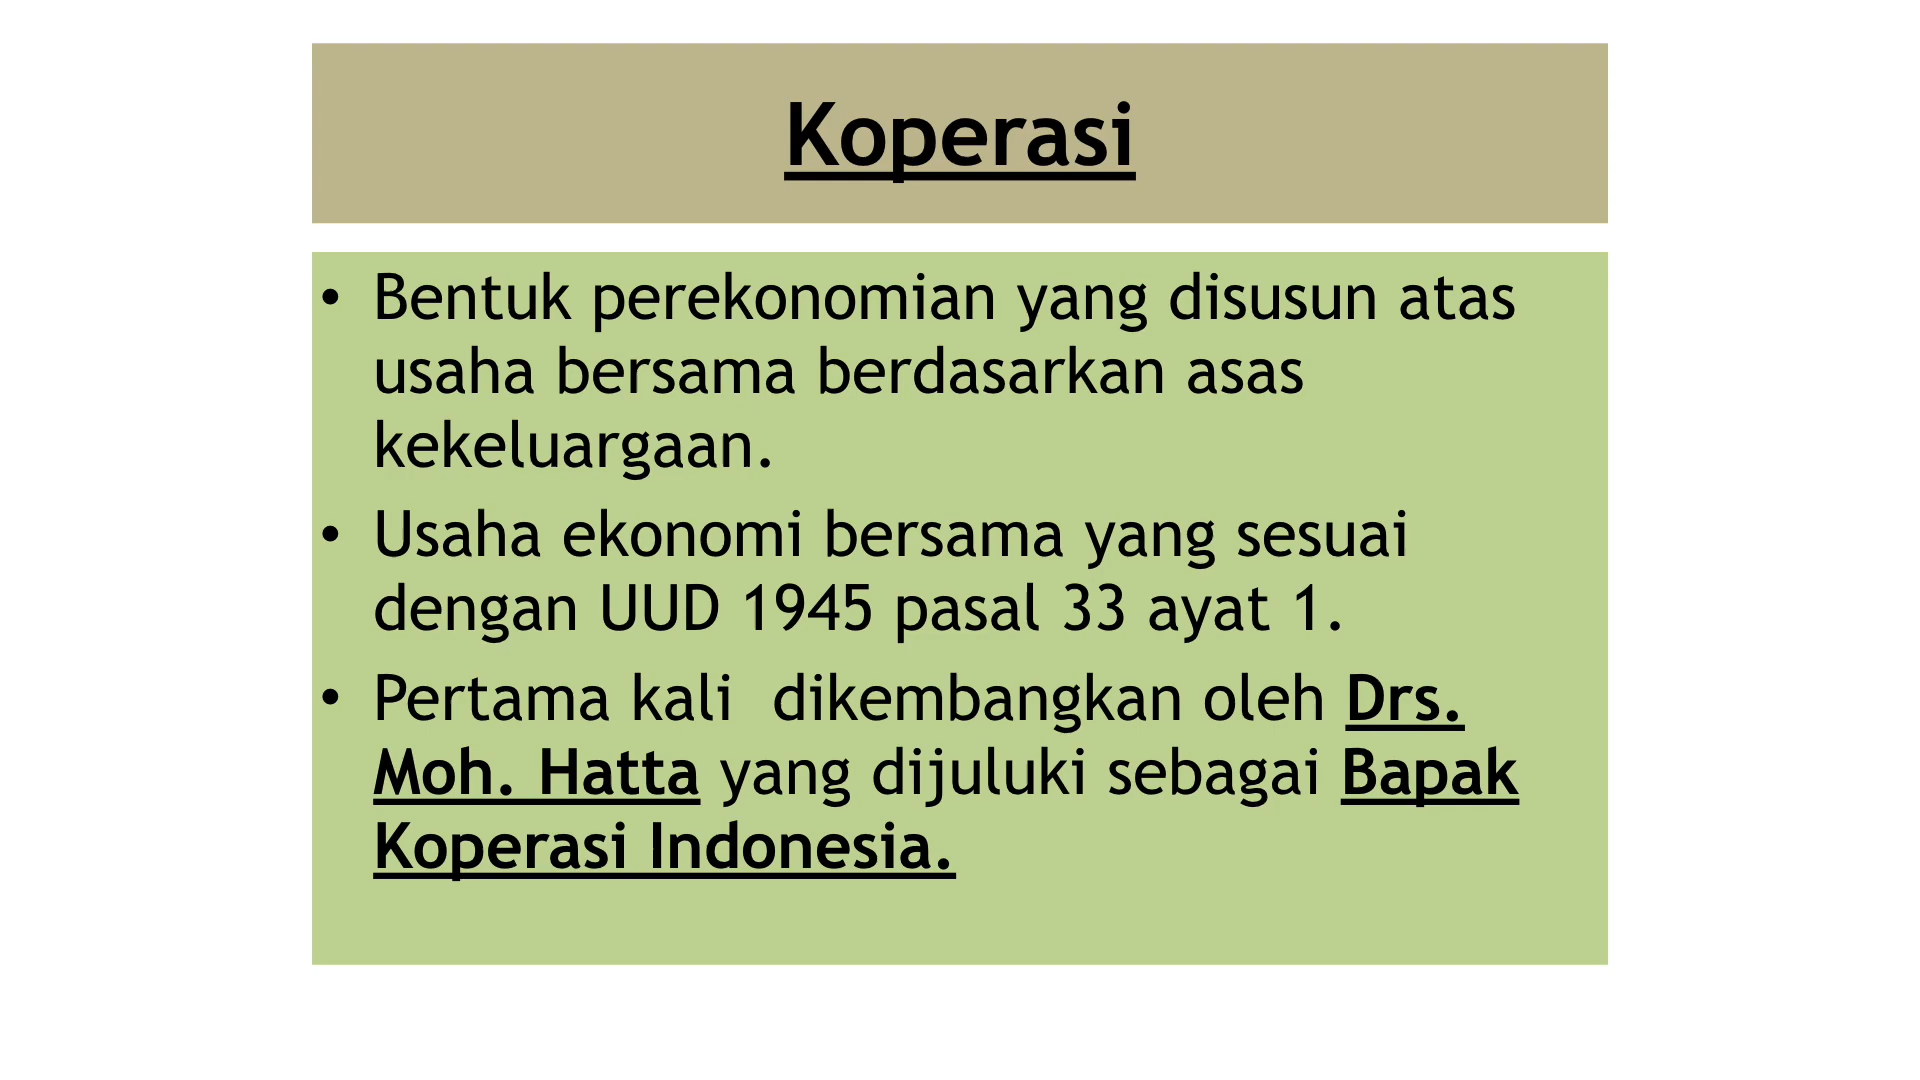 Koperasi
• Bentuk perekonomian yang disusun atas
usaha bersama berdasarkan asas
kekeluargaan.
• Usaha ekonomi bersama yang sesuai
dengan UUD 1945 pasal 33 ayat 1.
• Pertama kali  dikembangkan oleh Drs.
Moh. Hatta yang dijuluki sebagai Bapak
Koperasi Indonesia.